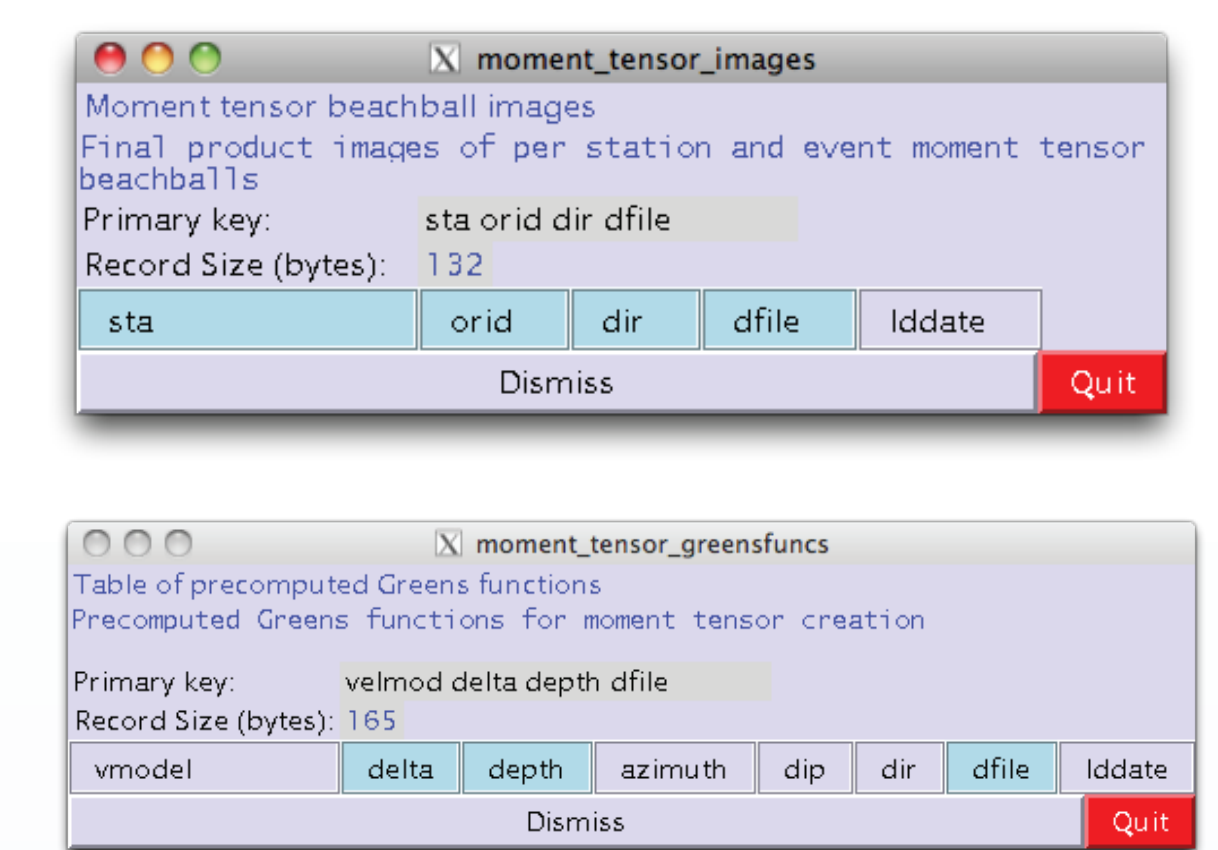 moment_tensor_images
Moment tensor beachball images
Final product images of per station and event moment tensor
beachballs
Primary key: sta orid dir dfile
Record Size (bytes): 132
sta orid dir dfile lddate
Dismiss Quit
moment_tensor_greensfuncs
Table of precomputed Greens functions
Precomputed Greens functions for moment tensor creation
Primary key: velmod delta depth dfile
Record Size (bytes): 165
vmodel delta depth azimuth dip dir dfile lddate
Dismiss Quit